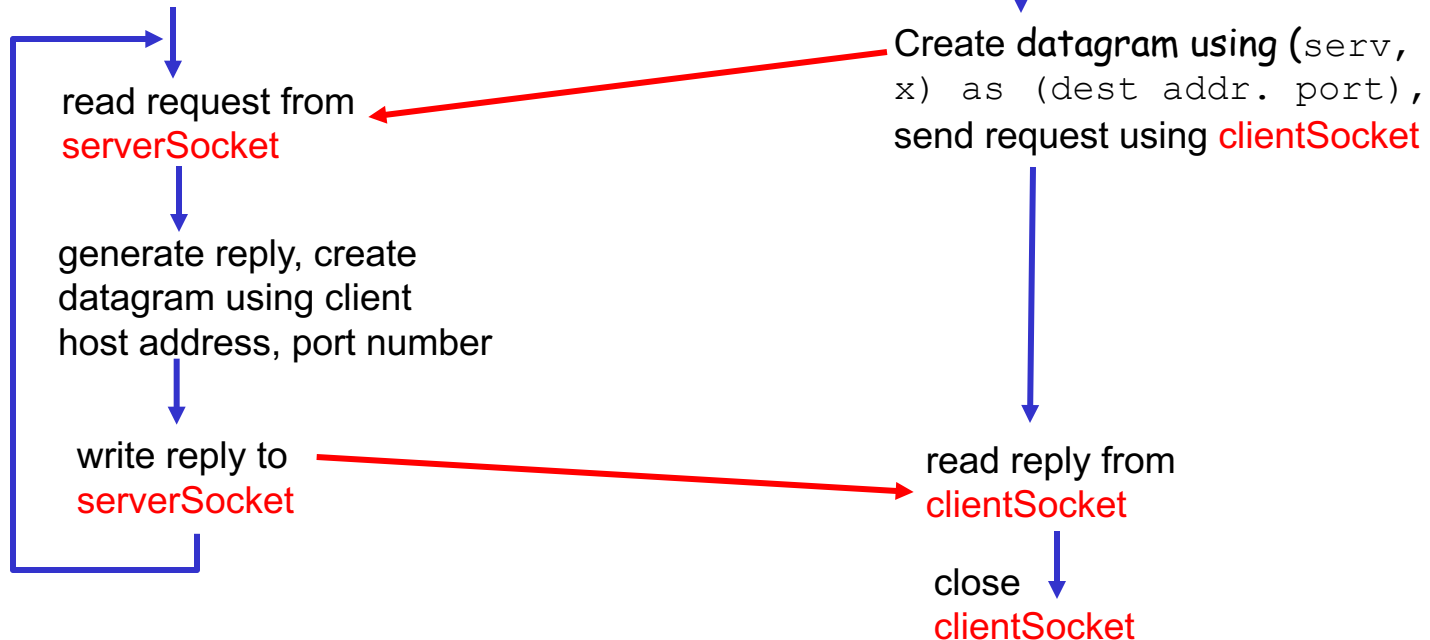 read request from
serverSocket
generate reply, create
datagram using client
host address, port number
write reply to
serverSocket
Create datagram using (serv,
x) as (dest addr. port),
send request using clientSocket
read reply from
clientSocket
close
clientSocket